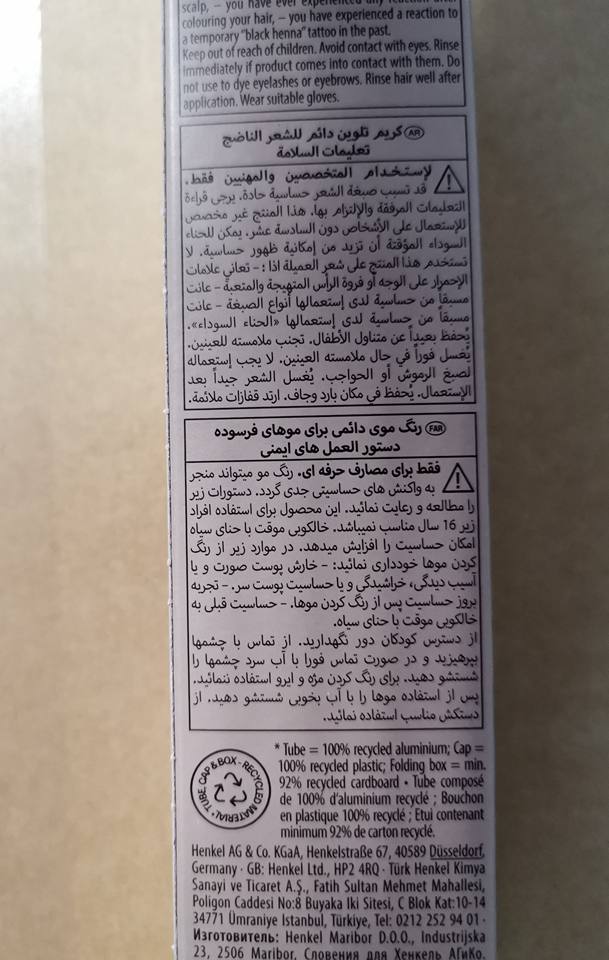 scalp, – you have ever experienced any reaction after
colouring your hair, – you have experienced a reaction to
a temporary "black henna" tattoo in the past.
Keep out of reach of children. Avoid contact with eyes. Rinse
immediately if product comes into contact with them. Do
not use to dye eyelashes or eyebrows. Rinse hair well after
application. Wear suitable gloves.
AR كريم تلوين دائم للشعر الناضج
تعليمات السلامة
لإستخدام المتخصصين والمهنيين فقط.
قد تسبب صبغة الشعر حساسية حادة. يرجى قراءة
التعليمات المرفقة والإلتزام بها. هذا المنتج غير مخصص
للإستعمال على الأشخاص دون السادسة عشر. يمكن للحناء
السوداء المؤقتة أن تزيد من إمكانية ظهور حساسية. لا
تستخدم هذا المنتج على شعر العميلة اذا : – تعاني علامات
الإحمرار على الوجه أو فروة الرأس المتهيجة والمتعبة – عانت
مسبقاً من حساسية لدى إستعمالها أنواع الصبغة – عانت
مسبقاً من حساسية لدى إستعمالها «الحناء السوداء».
يُحفظ بعيداً عن متناول الأطفال. تجنب ملامسته للعينين.
يُغسل فوراً في حال ملامسته العينين. لا يجب إستعماله
لصبغ الرموش أو الحواجب. يُغسل الشعر جيداً بعد
الإستعمال. يُحفظ في مكان بارد وجاف. ارتد قفازات ملائمة.
FAR رنگ موی دائمی برای موهای فرسوده
دستور العمل های ایمنی
فقط برای مصارف حرفه ای. رنگ مو میتواند منجر
به واکنش های حساسیتی جدی گردد. دستورات زیر
را مطالعه و رعایت نمائید. این محصول برای استفاده افراد
زیر 16 سال مناسب نمیباشد. خالکوبی موقت با حنای سیاه
امکان حساسیت را افزایش میدهد. در موارد زیر از رنگ
کردن موها خودداری نمائید: – خارش پوست صورت و یا
آسیب دیدگی، خراشیدگی و یا حساسیت پوست سر. – تجربه
بروز حساسیت پس از رنگ کردن موها. – حساسیت قبلی به
خالکوبی موقت با حنای سیاه.
از دسترس کودکان دور نگهدارید. از تماس با چشمها
بپرهیزید و در صورت تماس فورا با آب سرد چشمها را
شستشو دهید. برای رنگ کردن مژه و ابرو استفاده ننمائید.
پس از استفاده موها را با آب بخوبی شستشو دهید. از
دستکش مناسب استفاده نمائید.
TUBE, CAP & BOX - RECYCLED MATERIAL*
* Tube = 100% recycled aluminium; Cap =
100% recycled plastic; Folding box = min.
92% recycled cardboard • Tube composé
de 100% d'aluminium recyclé ; Bouchon
en plastique 100% recyclé ; Etui contenant
minimum 92% de carton recyclé.
Henkel AG & Co. KGaA, Henkelstraße 67, 40589 Düsseldorf,
Germany · GB: Henkel Ltd., HP2 4RQ · Türk Henkel Kimya
Sanayi ve Ticaret A.Ş., Fatih Sultan Mehmet Mahallesi,
Poligon Caddesi No:8 Buyaka Iki Sitesi, C Blok Kat:10-14
34771 Ümraniye Istanbul, Türkiye, Tel: 0212 252 94 01 ·
Изготовитель: Henkel Maribor D.O.O., Industrijska
23, 2506 Maribor, Словения для Хенкель АГиКо.